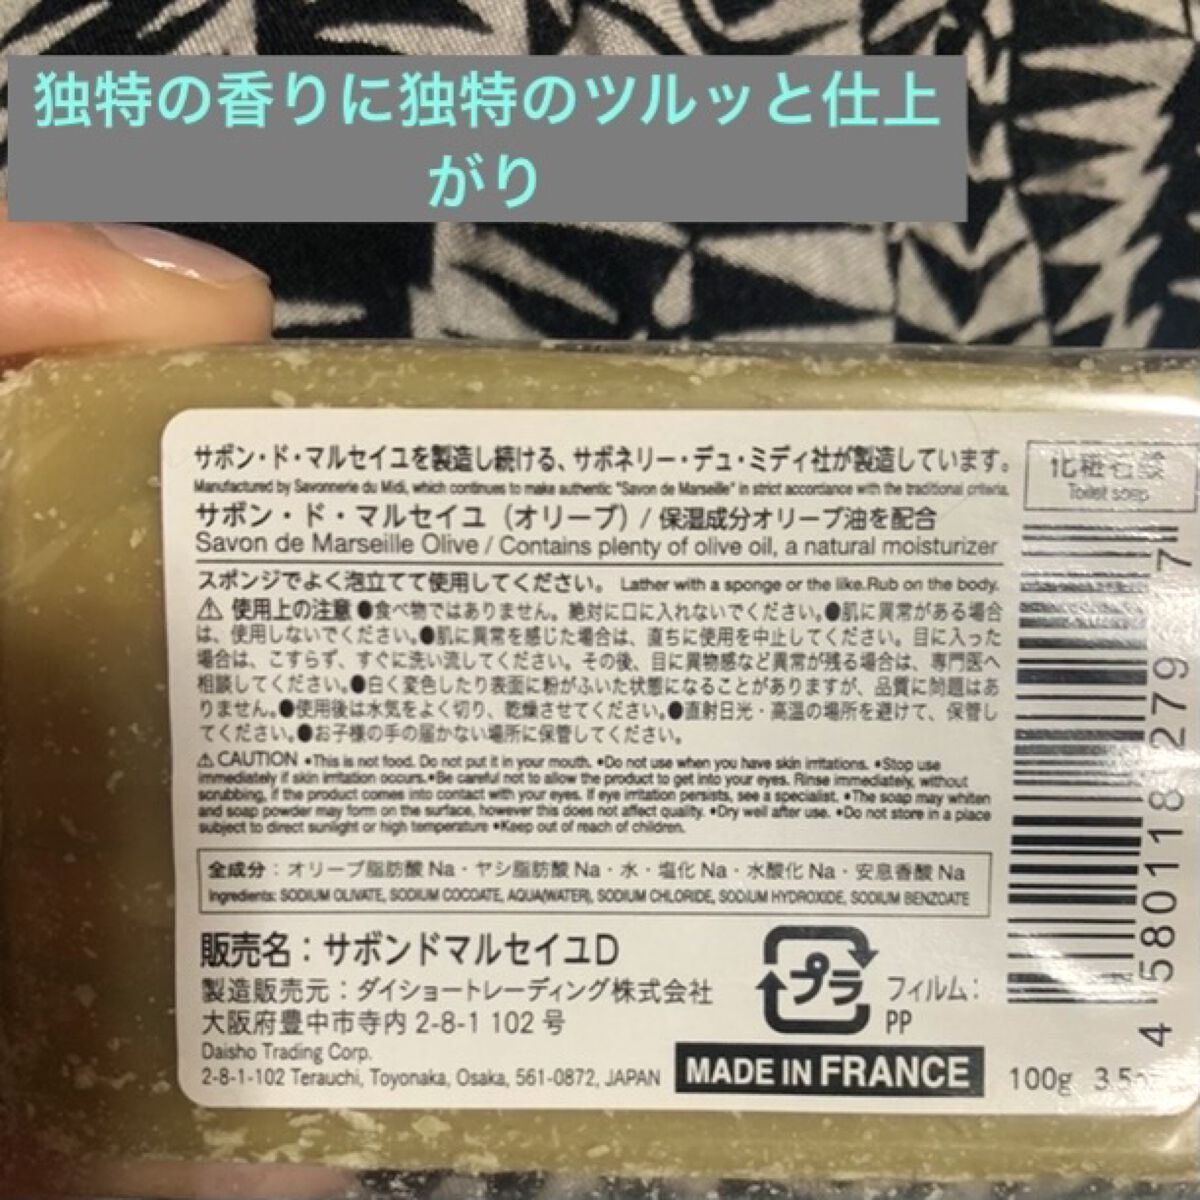 独特の香りに独特のツルッと仕上
がり
サボン・ド・マルセイユを製造し続ける、サボネリー・デュ・ミディ社が製造しています。
Manufactured by Savonnerie du Midi, which continues to make authentic "Savon de Marseille" in strict accordance with the traditional criteria.
サボン・ド・マルセイユ（オリーブ）/ 保湿成分オリーブ油を配合
Savon de Marseille Olive / Contains plenty of olive oil, a natural moisturizer
化粧石鹸
Toilet soap
スポンジでよく泡立てて使用してください。 Lather with a sponge or the like.Rub on the body.
⚠ 使用上の注意 ●食べ物ではありません。絶対に口に入れないでください。●肌に異常がある場合
は、使用しないでください。●肌に異常を感じた場合は、直ちに使用を中止してください。目に入った
場合は、こすらず、すぐに洗い流してください。その後、目に異物感など異常が残る場合は、専門医へ
相談してください。●白く変色したり表面に粉がふいた状態になることがありますが、品質に問題はあ
りません。●使用後は水気をよく切り、乾燥させてください。●直射日光・高温の場所を避けて、保管し
てください。●お子様の手の届かない場所に保管してください。
⚠ CAUTION •This is not food. Do not put it in your mouth. •Do not use when you have skin irritations. •Stop use
immediately if skin irritation occurs.•Be careful not to allow the product to get into your eyes. Rinse immediately, without
scrubbing, if the product comes into contact with your eyes. If eye irritation persists, see a specialist. •The soap may whiten
and soap powder may form on the surface, however this does not affect quality. •Dry well after use. •Do not store in a place
subject to direct sunlight or high temperature •Keep out of reach of children.
全成分：オリーブ脂肪酸Na・ヤシ脂肪酸Na・水・塩化Na・水酸化Na・安息香酸Na
Ingredients: SODIUM OLIVATE, SODIUM COCOATE, AQUA(WATER), SODIUM CHLORIDE, SODIUM HYDROXIDE, SODIUM BENZOATE
販売名：サボンドマルセイユD
製造販売元：ダイショートレーディング株式会社
大阪府豊中市寺内 2-8-1 102 号
Daisho Trading Corp.
2-8-1-102 Terauchi, Toyonaka, Osaka, 561-0872, JAPAN
プラ
フィルム：
PP
MADE IN FRANCE
100g 3.5
4 580118 279 7